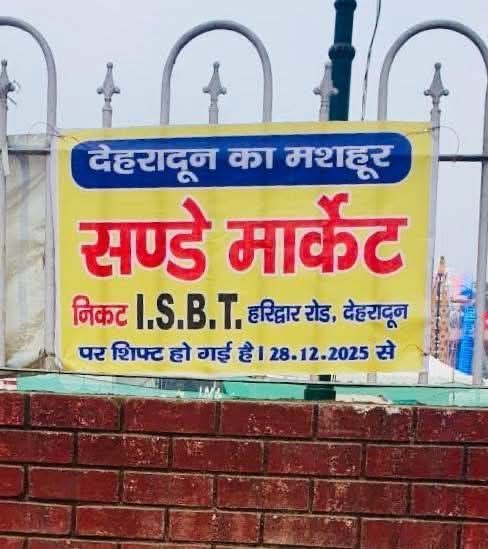 देहरादून का मशहूर
सण्डे मार्केट
निकट I.S.B.T. हरिद्वार रोड, देहरादून
पर शिफ्ट हो गई है। 28.12.2025 से